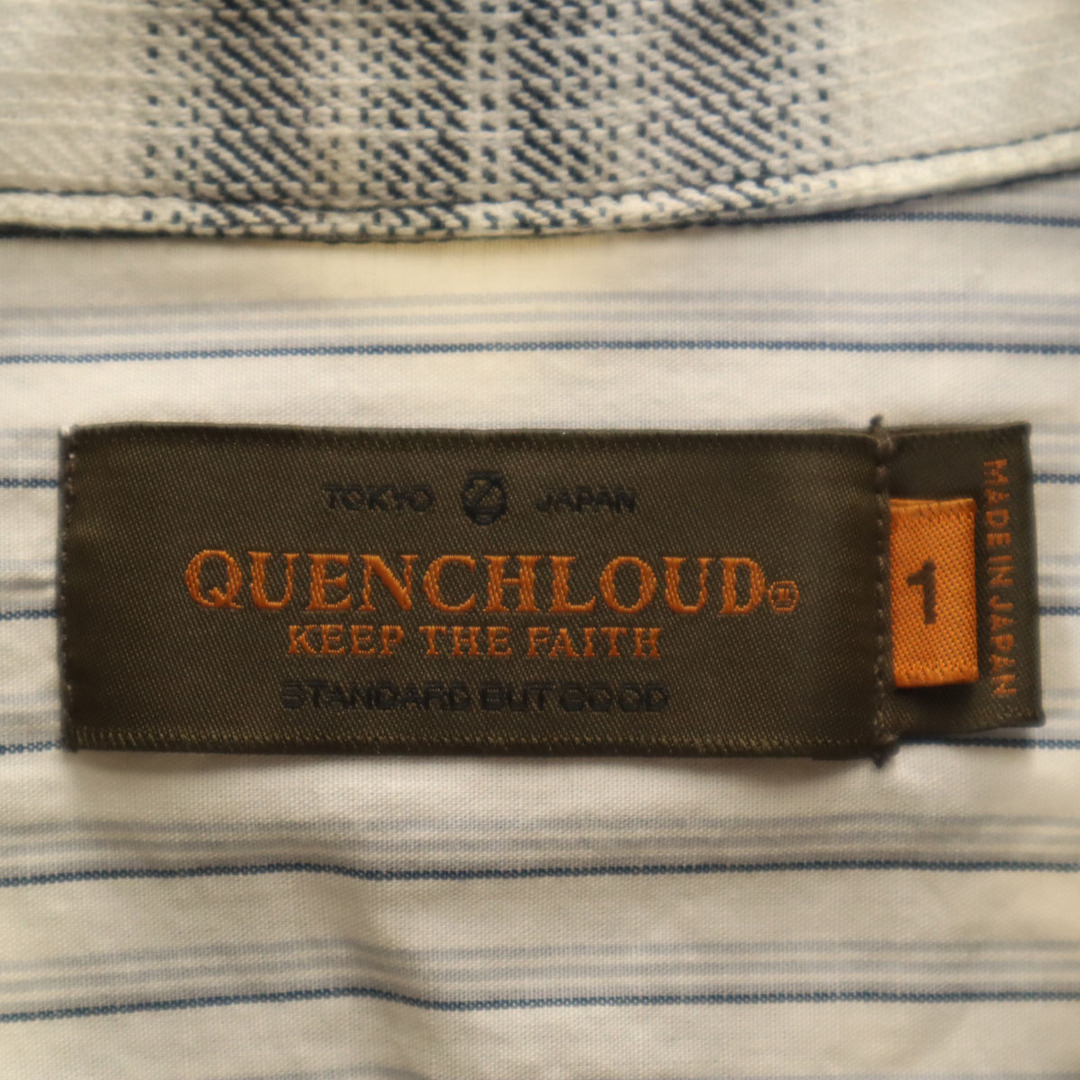 TOKYO JAPAN
QUENCHLOUD®
KEEP THE FAITH
STANDARD BUT GOOD
1
MADE IN JAPAN